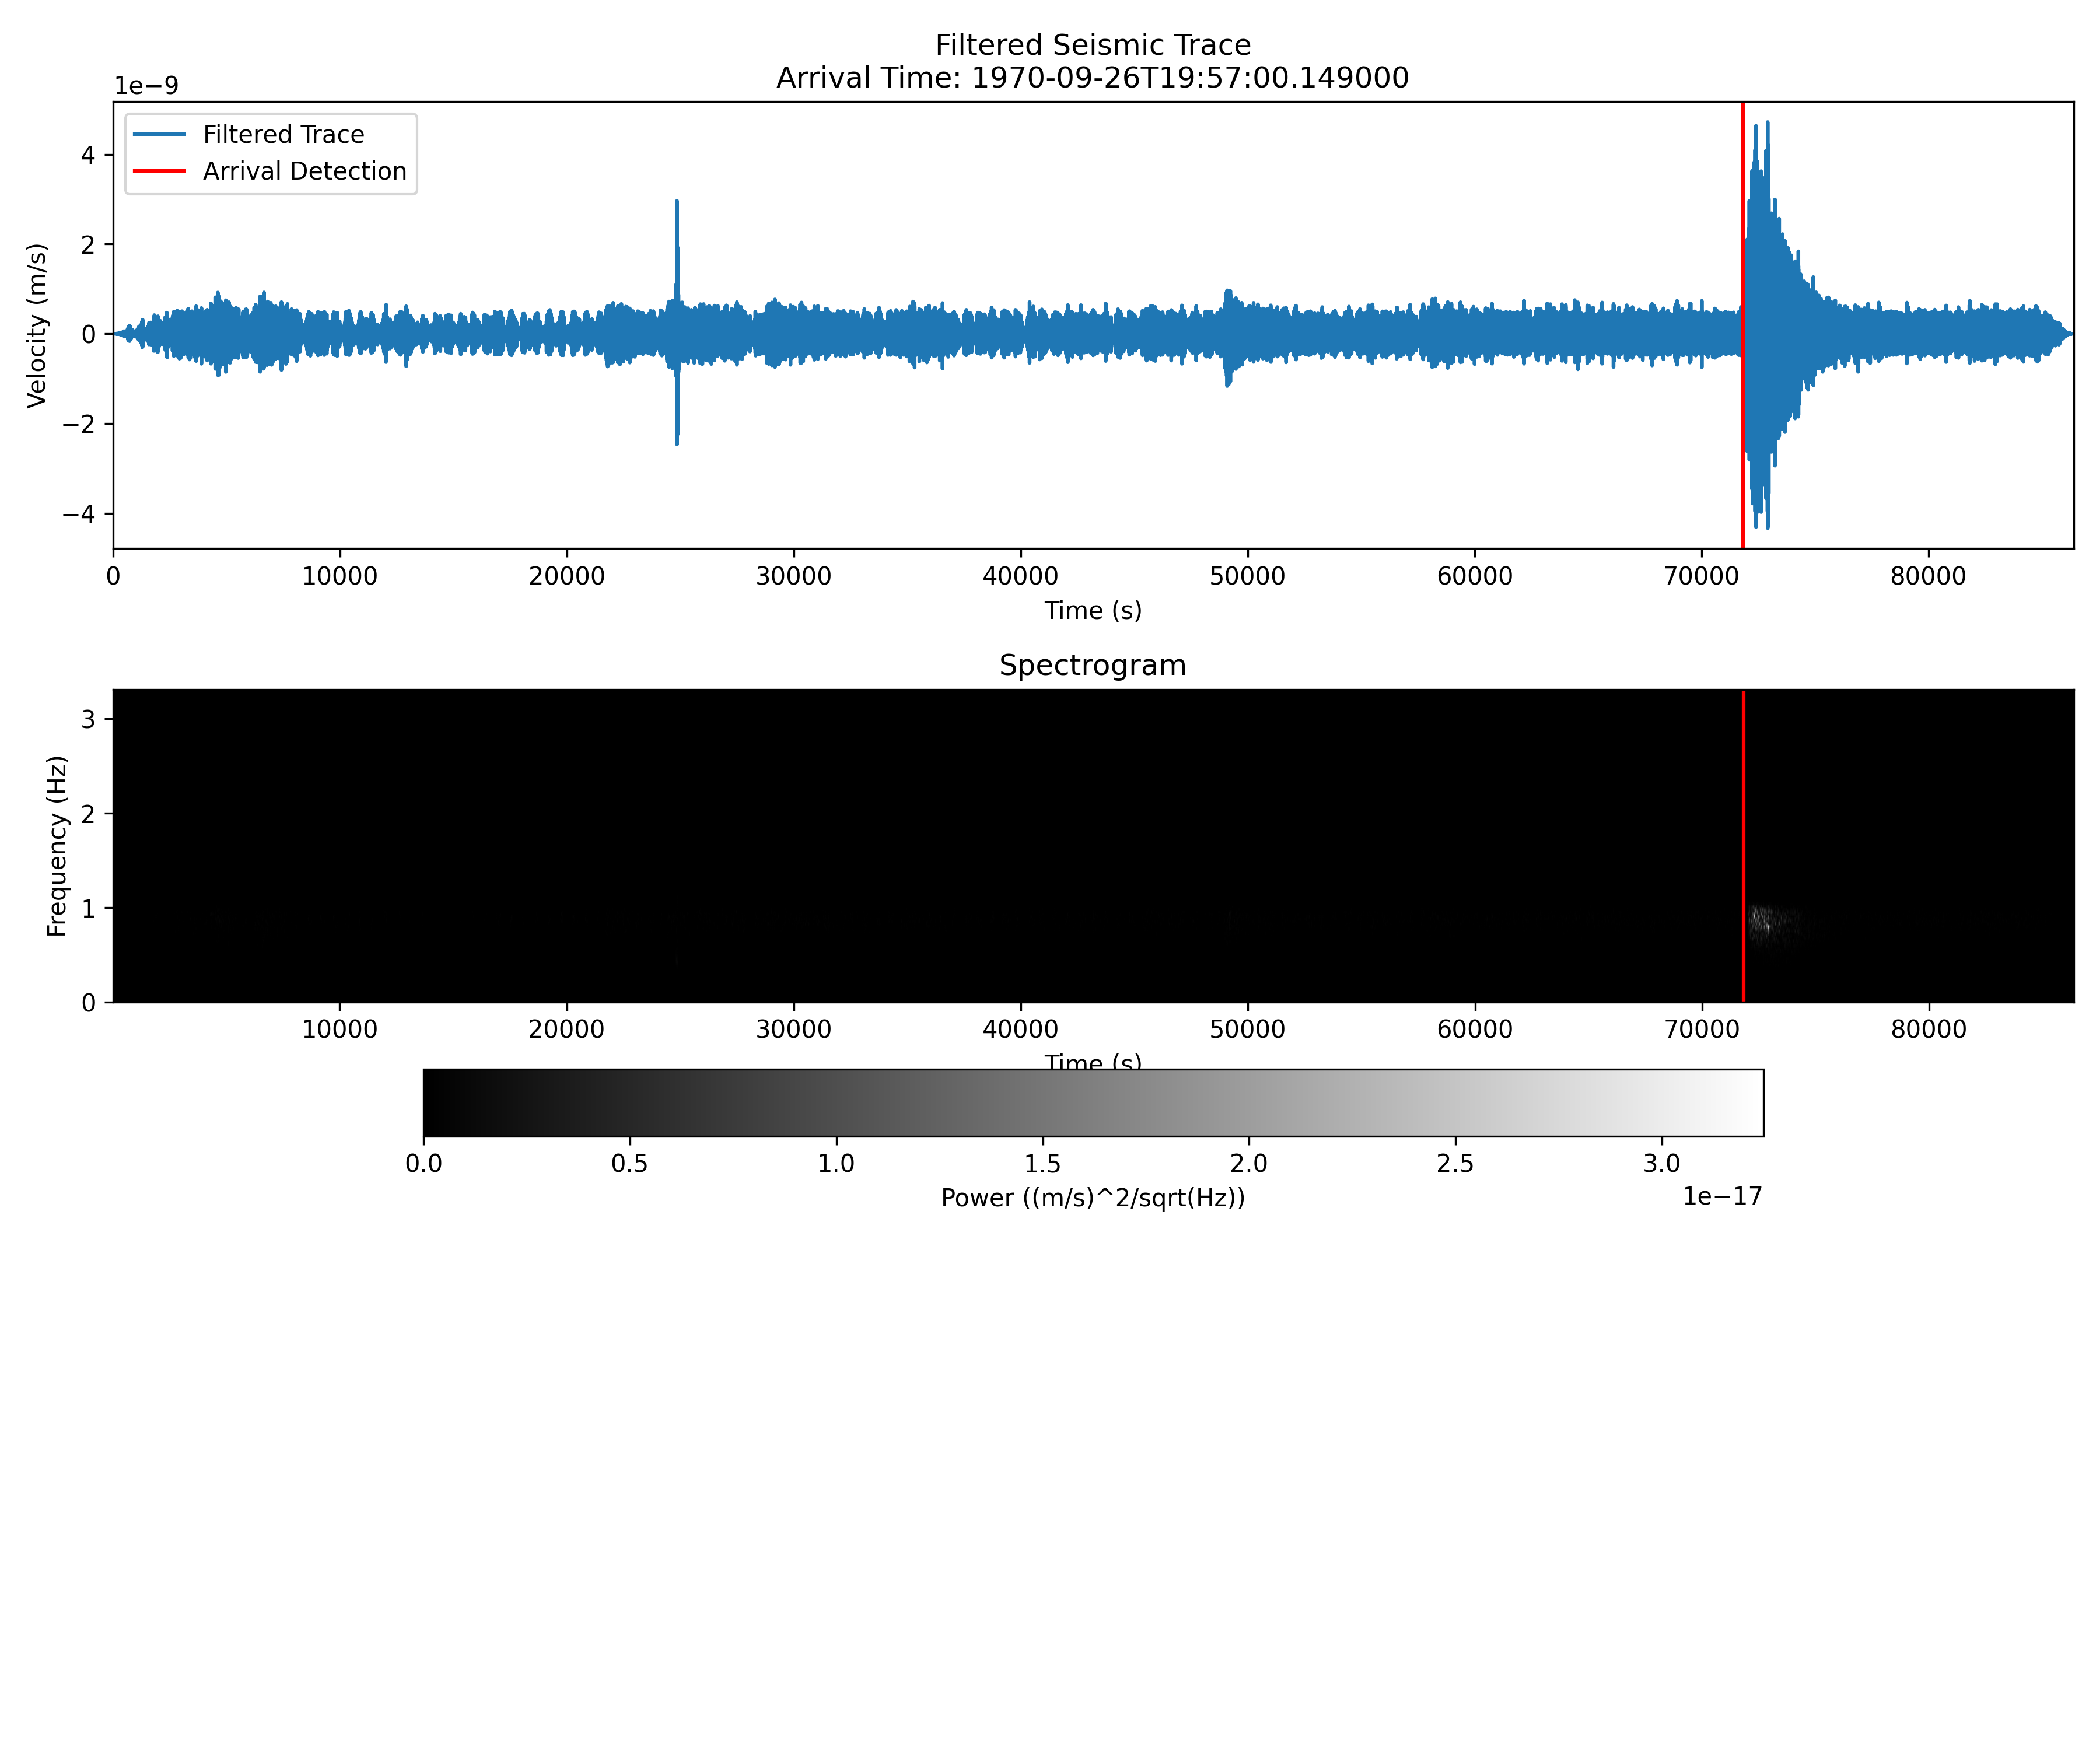 Filtered Seismic Trace
Arrival Time: 1970-09-26T19:57:00.149000
1e−9
Filtered Trace
Arrival Detection
Velocity (m/s)
4
2
0
−2
−4
0 10000 20000 30000 40000 50000 60000 70000 80000
Time (s)
Spectrogram
Frequency (Hz)
3
2
1
0
10000 20000 30000 40000 50000 60000 70000 80000
Time (s)
0.0 0.5 1.0 1.5 2.0 2.5 3.0
Power ((m/s)^2/sqrt(Hz))
1e−17